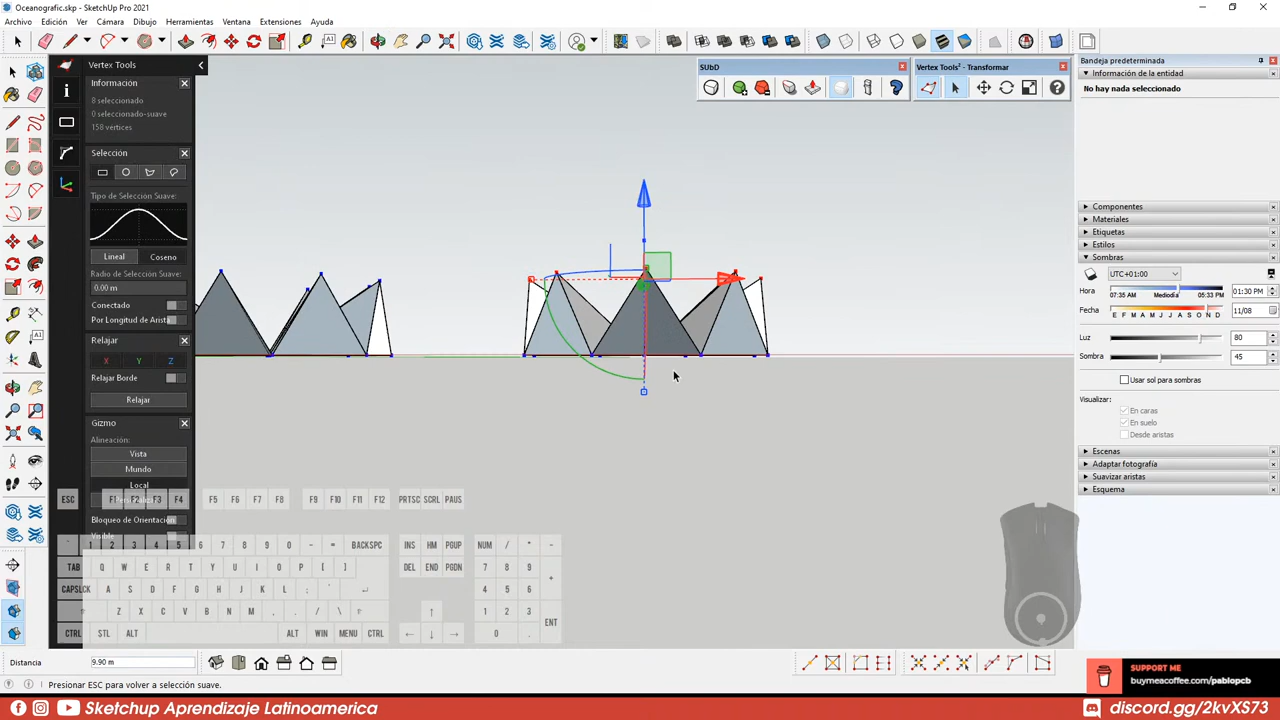 Oceanografic.skp - SketchUp Pro 2021
Archivo Edición Ver Cámara Dibujo Herramientas Ventana Extensiones Ayuda
Vertex Tools
Información
8 seleccionado
0 seleccionado-suave
158 vértices
Selección
Tipo de Selección Suave:
Lineal Coseno
Radio de Selección Suave:
0.00 m
Conectado
Por Longitud de Arista
Relajar
X Y Z
Relajar Borde
Relajar
Gizmo
Alineación:
Vista
Mundo
Local
Bloqueo de Orientación
SUbD
Vertex Tools² - Transformar
Bandeja predeterminada
Información de la entidad
No hay nada seleccionado
Componentes
Materiales
Etiquetas
Estilos
Sombras
UTC+01:00
Hora 07:35 AM Mediodía 05:33 PM 01:30 PM
Fecha E F M A M J J A S O N D 11/08
Luz 80
Sombra 45
Usar sol para sombras
Visualizar:
En caras
En suelo
Desde aristas
Escenas
Adaptar fotografía
Suavizar aristas
Esquema
ESC F1 F2 F3 F4 F5 F6 F7 F8 F9 F10 F11 F12 PRTSC SCRL PAUS
` 1 2 3 4 5 6 7 8 9 0 - = BACKSPC INS HM PGUP NUM / * -
TAB Q W E R T Y U I O P [ ] DEL END PGDN 7 8 9 +
CAPSLCK A S D F G H J K L ; ' 4 5 6
Z X C V B N M , . / \ ↑ 1 2 3 ENT
CTRL STL ALT ALT WIN MENU CTRL ← ↓ → 0 .
Distancia 9.90 m
Presionar ESC para volver a selección suave.
SUPPORT ME
buymeacoffee.com/pablopcb
Sketchup Aprendizaje Latinoamerica
discord.gg/2kvXS73